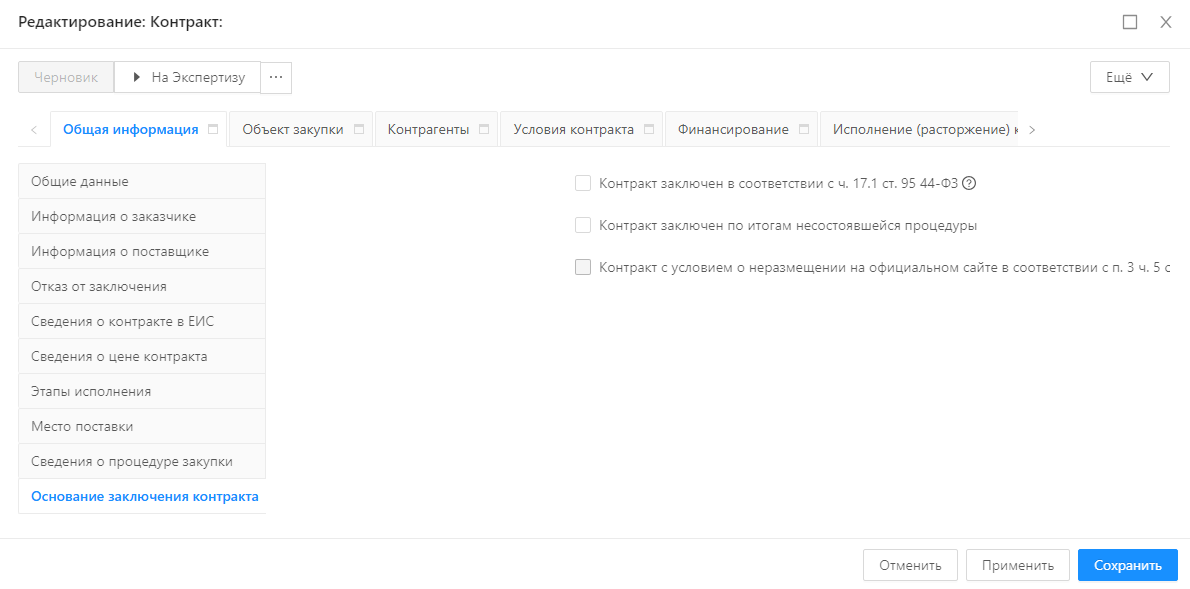 Редактирование: Контракт:
Черновик На Экспертизу ... Ещё
Общая информация Объект закупки Контрагенты Условия контракта Финансирование Исполнение (расторжение) к
Общие данные
Информация о заказчике
Информация о поставщике
Отказ от заключения
Сведения о контракте в ЕИС
Сведения о цене контракта
Этапы исполнения
Место поставки
Сведения о процедуре закупки
Основание заключения контракта
Контракт заключен в соответствии с ч. 17.1 ст. 95 44-ФЗ ?
Контракт заключен по итогам несостоявшейся процедуры
Контракт с условием о неразмещении на официальном сайте в соответствии с п. 3 ч. 5 с
Отменить Применить Сохранить